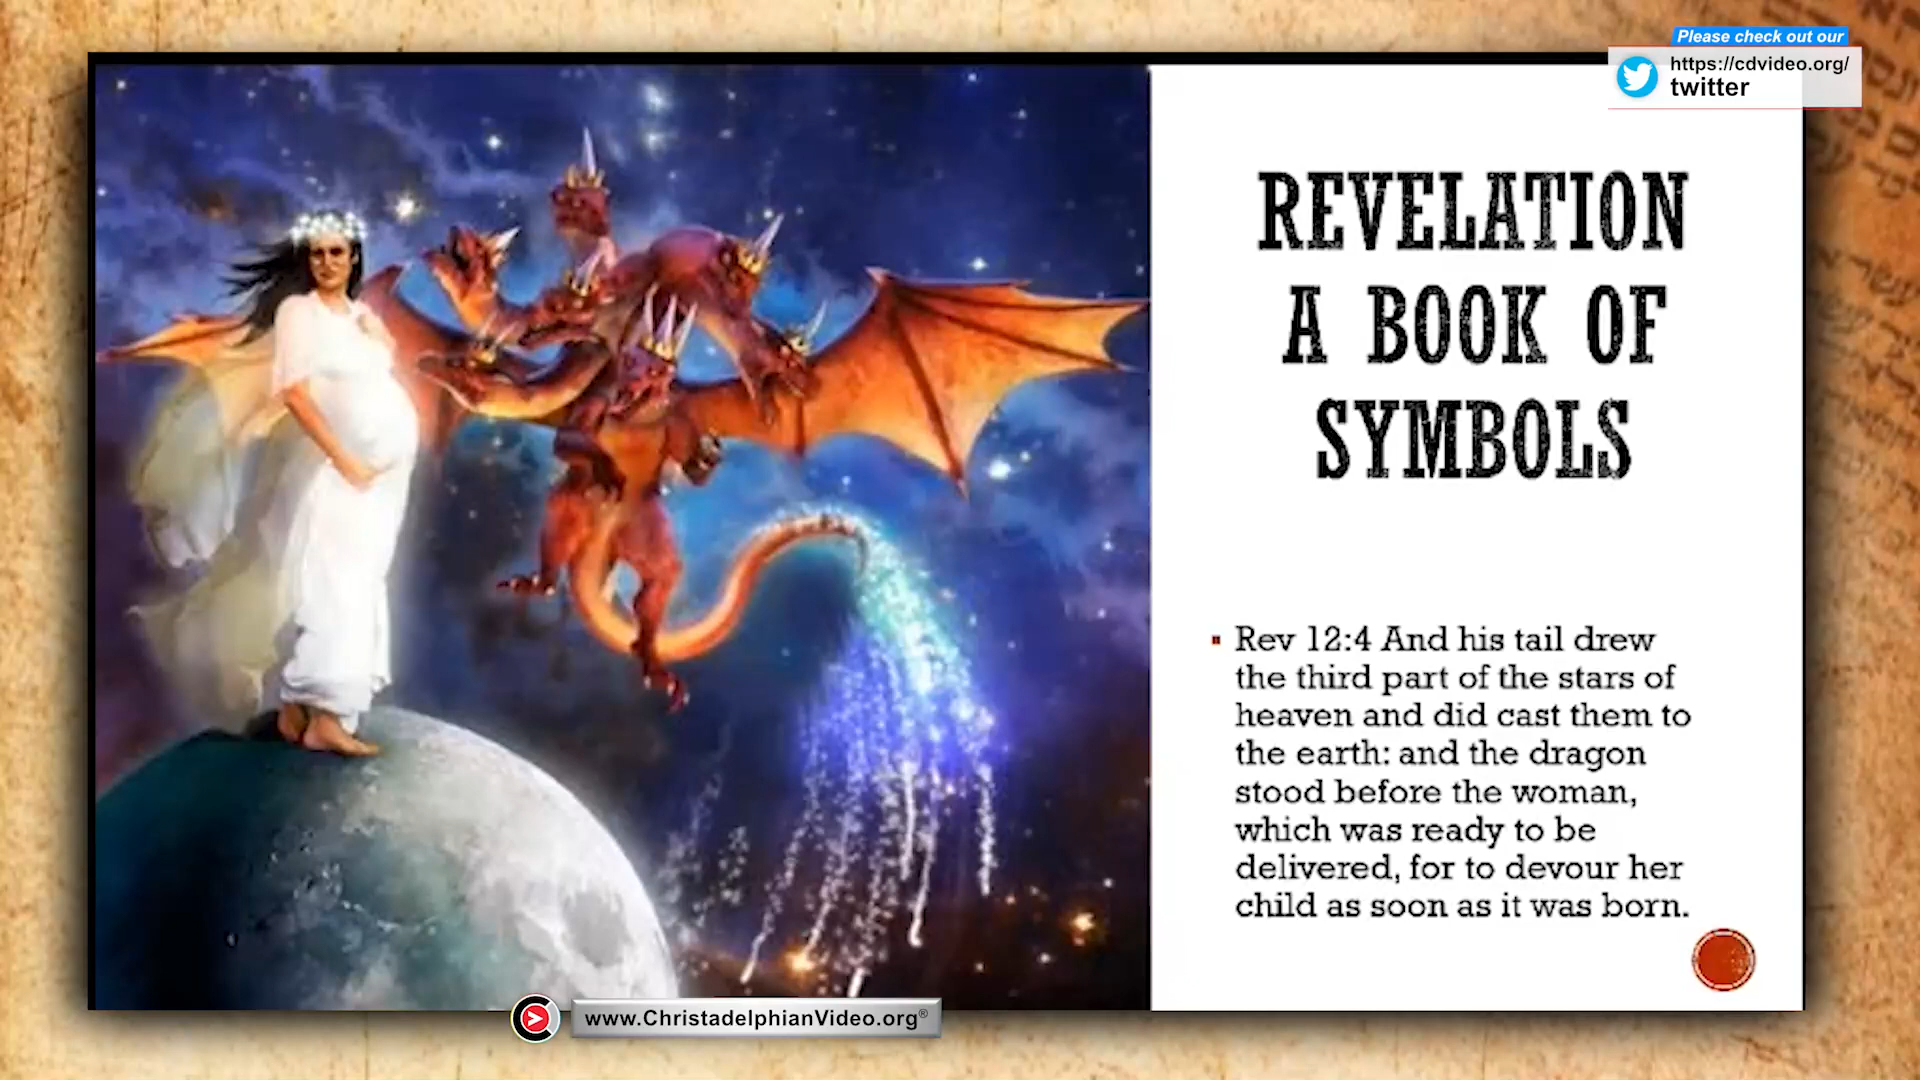 Please check out our
https://cdvideo.org/
twitter
REVELATION
A BOOK OF
SYMBOLS
Rev 12:4 And his tail drew
the third part of the stars of
heaven and did cast them to
the earth: and the dragon
stood before the woman,
which was ready to be
delivered, for to devour her
child as soon as it was born.
www.ChristadelphianVideo.org®